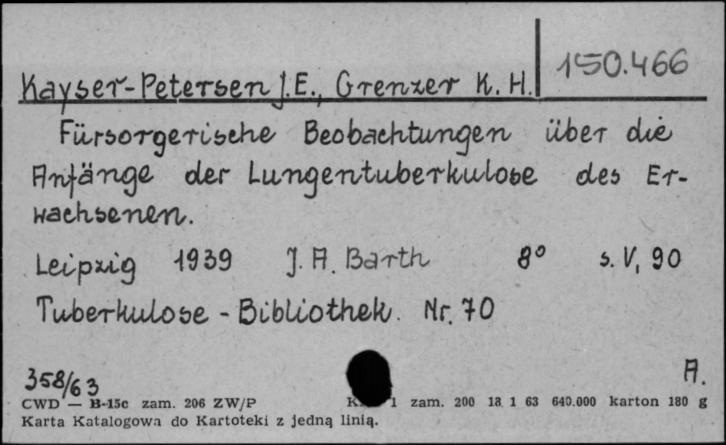 150.466
Kayser-Petersen J.E., Grenzer K. H.
Fürsorgerische Beobachtungen über die
Anfänge der Lungentuberkulose des Er-
wachsenen.
Leipzig 1939 J. A. Barth 8° s. V, 90
Tuberkulose - Bibliothek. Nr. 70
A.
358/63
CWD — B-15c zam. 206 ZW/P 1 zam. 200 18 1 63 640.000 karton 180 g
Karta Katalogowa do Kartoteki z jedną linią.